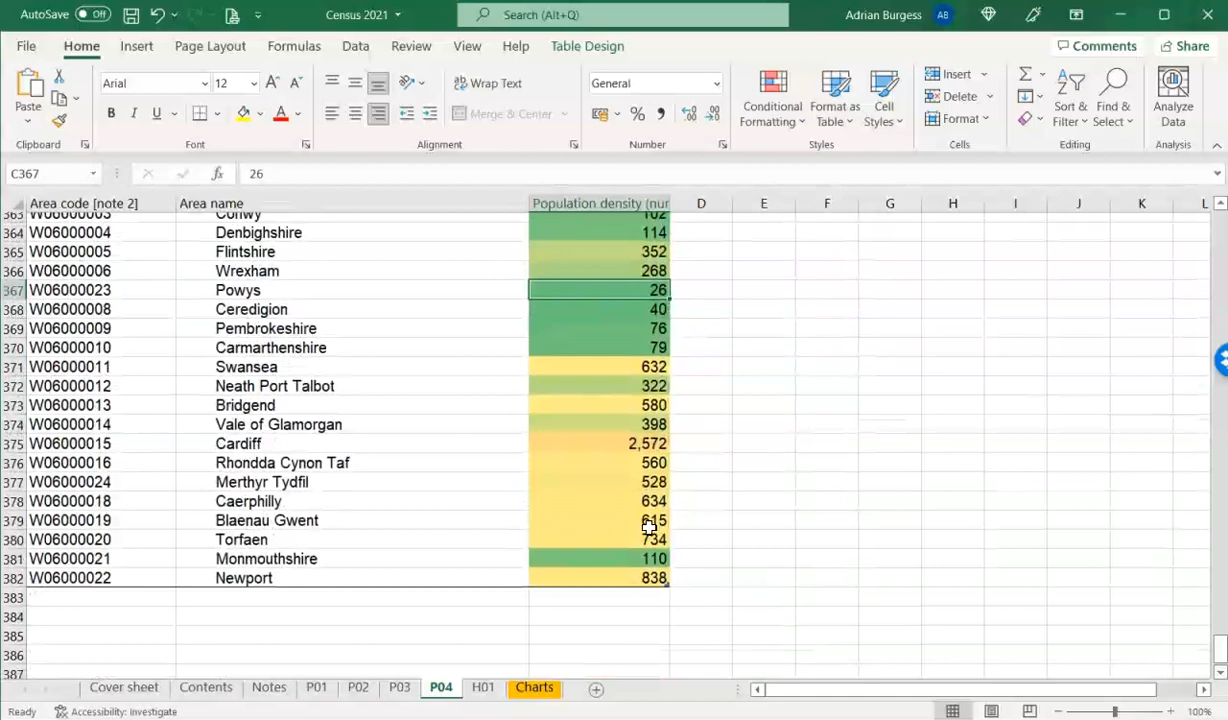 AutoSave Off Census 2021 Search (Alt+Q) Adrian Burgess AB
File Home Insert Page Layout Formulas Data Review View Help Table Design Comments Share
Arial 12 Wrap Text General Insert
Paste B I U A Merge & Center % Conditional Formatting Format as Table Cell Styles Delete Sort & Filter Find & Select Analyze Data
Format
Clipboard Font Alignment Number Styles Cells Editing Analysis
C367 fx 26
Area code [note 2] Area name Population density (nur D E F G H I J K L
363 W06000003 Conwy 102
364 W06000004 Denbighshire 114
365 W06000005 Flintshire 352
366 W06000006 Wrexham 268
367 W06000023 Powys 26
368 W06000008 Ceredigion 40
369 W06000009 Pembrokeshire 76
370 W06000010 Carmarthenshire 79
371 W06000011 Swansea 632
372 W06000012 Neath Port Talbot 322
373 W06000013 Bridgend 580
374 W06000014 Vale of Glamorgan 398
375 W06000015 Cardiff 2,572
376 W06000016 Rhondda Cynon Taf 560
377 W06000024 Merthyr Tydfil 528
378 W06000018 Caerphilly 634
379 W06000019 Blaenau Gwent 615
380 W06000020 Torfaen 734
381 W06000021 Monmouthshire 110
382 W06000022 Newport 838
383
384
385
386
387
Cover sheet Contents Notes P01 P02 P03 P04 H01 Charts
Ready Accessibility: Investigate 100%